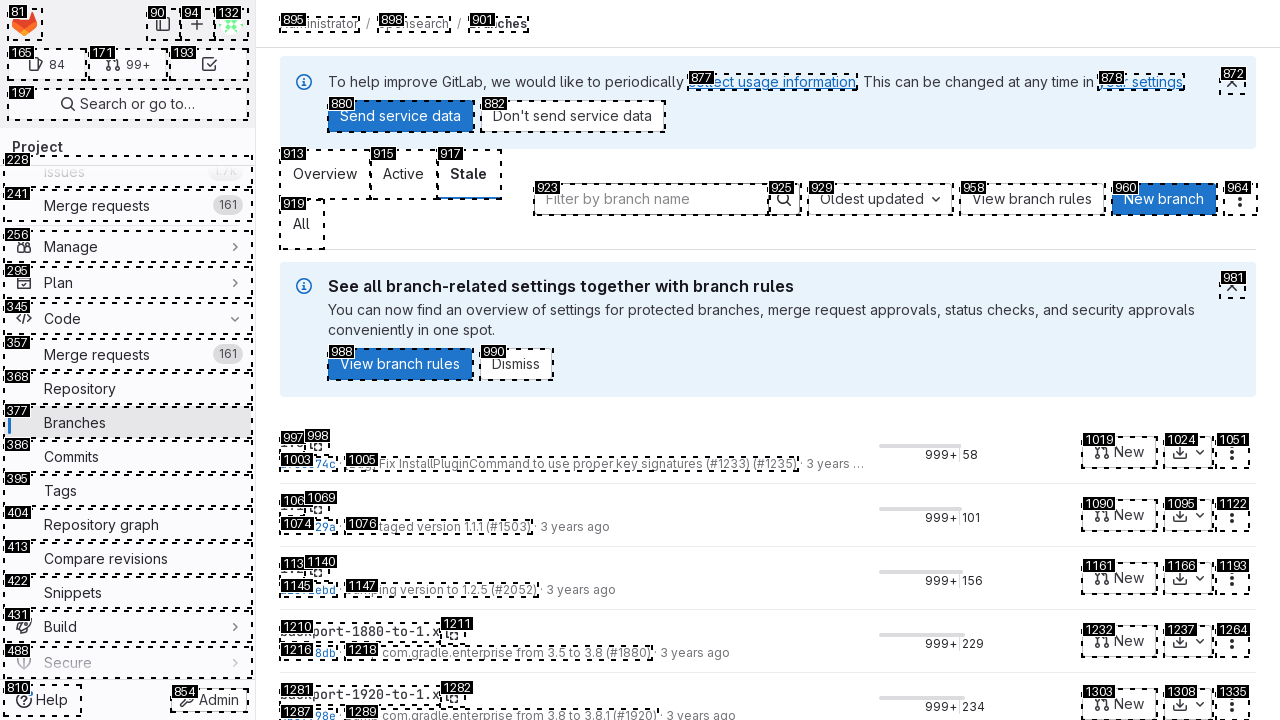 81
90
94
132
165
84
171
99+
193
197
Search or go to…
Project
228
Issues
1.7k
241
Merge requests
161
256
Manage
295
Plan
345
Code
357
Merge requests
161
368
Repository
377
Branches
386
Commits
395
Tags
404
Repository graph
413
Compare revisions
422
Snippets
431
Build
488
Secure
810
Help
854
Admin
895
898
901
/ /
877
878
872
To help improve GitLab, we would like to periodically collect usage information. This can be changed at any time in your settings.
880
Send service data
882
Don't send service data
913
Overview
915
Active
917
Stale
919
All
923
Filter by branch name
925
929
Oldest updated
958
View branch rules
960
New branch
964
981
See all branch-related settings together with branch rules
You can now find an overview of settings for protected branches, merge request approvals, status checks, and security approvals
conveniently in one spot.
988
View branch rules
990
Dismiss
997
998
1003
74c
1005
Fix InstallPluginCommand to use proper key signatures (#1233) (#1235) · 3 years …
999+ 58
1019
New
1024
1051
106
1069
1074
29a
1076
taged version 1.1.1 (#1503) · 3 years ago
999+ 101
1090
New
1095
1122
113
1140
1145
ebd
1147
ping version to 1.2.5 (#2052) · 3 years ago
999+ 156
1161
New
1166
1193
1210
backport-1880-to-1.x
1211
1216
8db
1218
com.gradle.enterprise from 3.5 to 3.8 (#1880) · 3 years ago
999+ 229
1232
New
1237
1264
1281
backport-1920-to-1.x
1282
1287
98e
1289
com.gradle.enterprise from 3.8 to 3.8.1 (#1920) · 3 years ago
999+ 234
1303
New
1308
1335